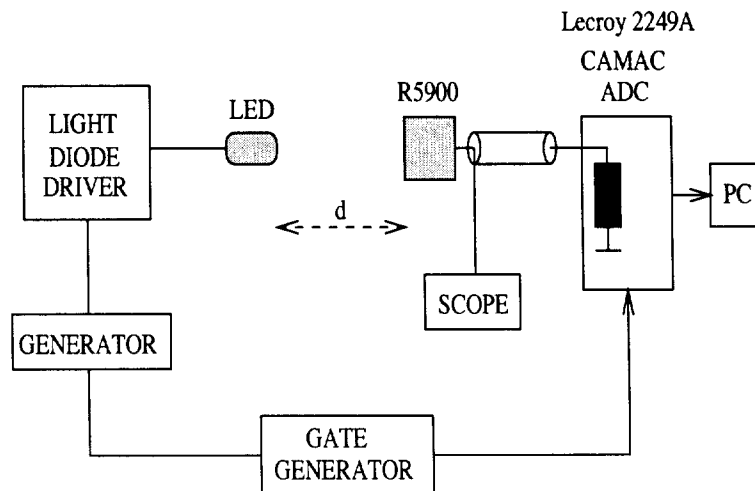 Lecroy 2249A
CAMAC
ADC
R5900
LED
LIGHT
DIODE
DRIVER
PC
d
SCOPE
GENERATOR
GATE
GENERATOR